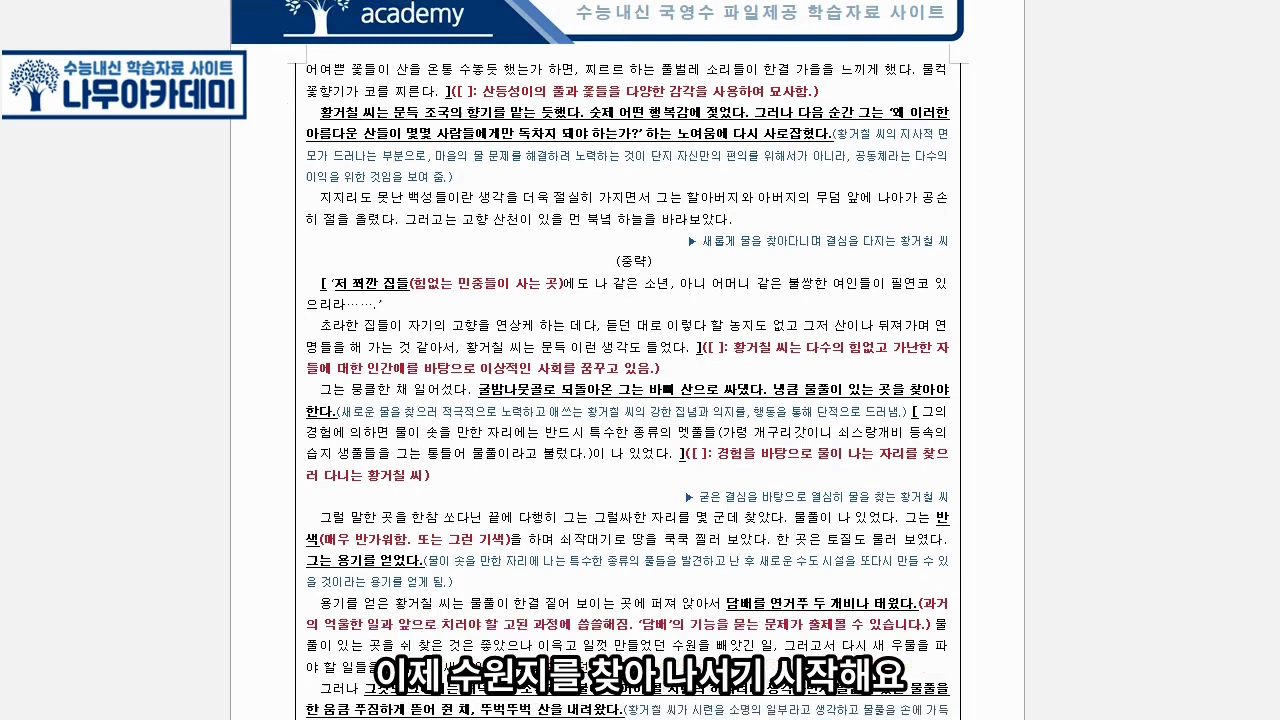 academy
수능내신 국영수 파일제공 학습자료 사이트
수능내신 학습자료 사이트
나무아카데미
어여쁜 꽃들이 산을 온통 수놓듯 했는가 하면, 찌르르 하는 풀벌레 소리들이 한결 가을을 느끼게 했다. 물컥
꽃향기가 코를 찌른다. ]([ ]: 산등성이의 풀과 꽃들을 다양한 감각을 사용하여 묘사함.)
황거칠 씨는 문득 조국의 향기를 맡는 듯했다. 숫제 어떤 행복감에 젖었다. 그러나 다음 순간 그는 ‘왜 이러한
아름다운 산들이 몇몇 사람들에게만 독차지 돼야 하는가?’ 하는 노여움에 다시 사로잡혔다.(황거칠 씨의 지사적 면
모가 드러나는 부분으로, 마을의 물 문제를 해결하려 노력하는 것이 단지 자신만의 편의를 위해서가 아니라, 공동체라는 다수의
이익을 위한 것임을 보여 줌.)
지지리도 못난 백성들이란 생각을 더욱 절실히 가지면서 그는 할아버지와 아버지의 무덤 앞에 나아가 공손
히 절을 올렸다. 그러고는 고향 산천이 있을 먼 북녘 하늘을 바라보았다.
▶ 새롭게 물을 찾아다니며 결심을 다지는 황거칠 씨
(중략)
[ ‘저 쬐깐 집들(힘없는 민중들이 사는 곳)에도 나 같은 소년, 아니 어머니 같은 불쌍한 여인들이 필연코 있
으리라…….’
초라한 집들이 자기의 고향을 연상케 하는 데다, 듣던 대로 이렇다 할 농지도 없고 그저 산이나 뒤져가며 연
명들을 해 가는 것 같아서, 황거칠 씨는 문득 이런 생각도 들었다. ]([ ]: 황거칠 씨는 다수의 힘없고 가난한 자
들에 대한 인간애를 바탕으로 이상적인 사회를 꿈꾸고 있음.)
그는 뭉클한 채 일어섰다. 굴밤나뭇골로 되돌아온 그는 바삐 산으로 싸댔다. 냉큼 물풀이 있는 곳을 찾아야
한다.(새로운 물을 찾으러 적극적으로 노력하고 애쓰는 황거칠 씨의 강한 집념과 의지를, 행동을 통해 단적으로 드러냄.) [ 그의
경험에 의하면 물이 솟을 만한 자리에는 반드시 특수한 종류의 멧풀들(가령 개구리갓이니 쇠스랑개비 등속의
습지 생풀들을 그는 통틀어 물풀이라고 불렀다.)이 나 있었다. ]([ ]: 경험을 바탕으로 물이 나는 자리를 찾으
러 다니는 황거칠 씨)
▶ 굳은 결심을 바탕으로 열심히 물을 찾는 황거칠 씨
그럴 말한 곳을 한참 쏘다닌 끝에 다행히 그는 그럴싸한 자리를 몇 군데 찾았다. 물풀이 나 있었다. 그는 반
색(매우 반가워함. 또는 그런 기색)을 하며 쇠작대기로 땅을 쿡쿡 찔러 보았다. 한 곳은 토질도 물러 보였다.
그는 용기를 얻었다.(물이 솟을 만한 자리에 나는 특수한 종류의 풀들을 발견하고 난 후 새로운 수도 시설을 또다시 만들 수 있
을 것이라는 용기를 얻게 됨.)
용기를 얻은 황거칠 씨는 물풀이 한결 짙어 보이는 곳에 퍼져 앉아서 담배를 연거푸 두 개비나 태웠다.(과거
의 억울한 일과 앞으로 치러야 할 고된 과정에 씁쓸해짐. ‘담배’의 기능을 묻는 문제가 출제될 수 있습니다.) 물
풀이 있는 곳을 쉬 찾은 것은 좋았으나 이윽고 일껏 만들었던 수원을 빼앗긴 일, 그러고서 다시 새 우물을 파
야 할 일들을
이제 수원지를 찾아 나서기 시작해요
그러나 물풀을
한 움큼 푸짐하게 뜯어 쥔 채, 뚜벅뚜벅 산을 내려왔다.(황거칠 씨가 시련을 소명의 일부라고 생각하고 물풀을 손에 가득